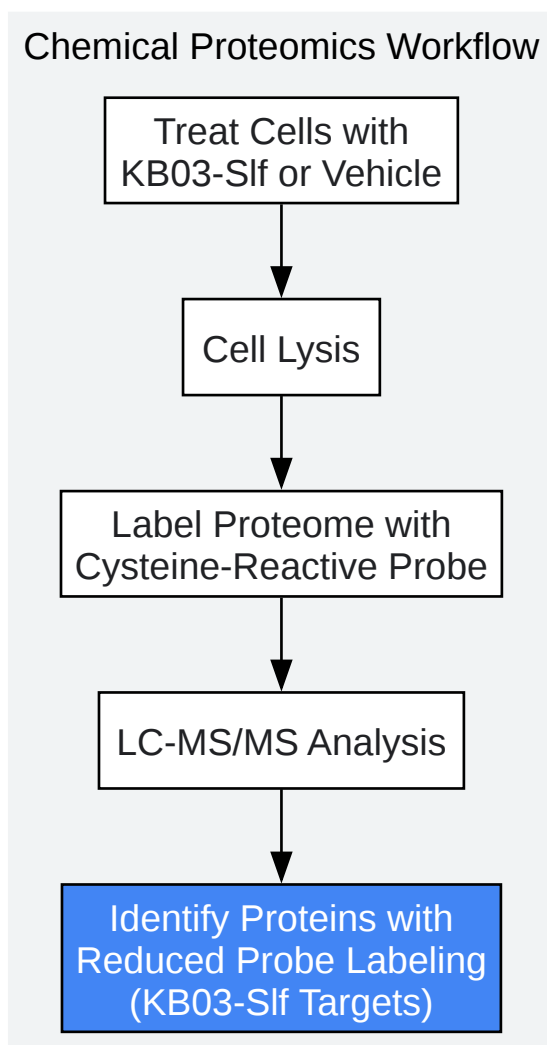 Chemical Proteomics Workflow
Treat Cells with
KB03-Slf or Vehicle
Cell Lysis
Label Proteome with
Cysteine-Reactive Probe
LC-MS/MS Analysis
Identify Proteins with
Reduced Probe Labeling
(KB03-Slf Targets)